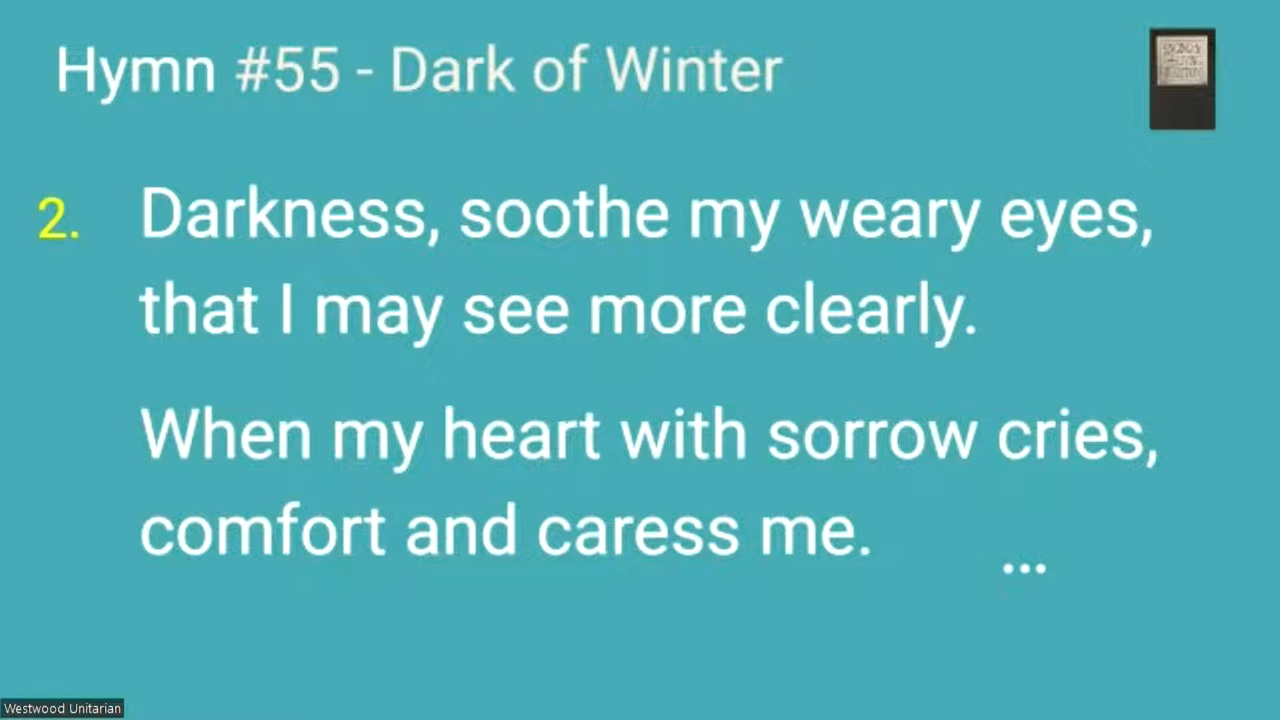 Hymn #55 - Dark of Winter
2. Darkness, soothe my weary eyes,
that I may see more clearly.
When my heart with sorrow cries,
comfort and caress me.
...
Westwood Unitarian